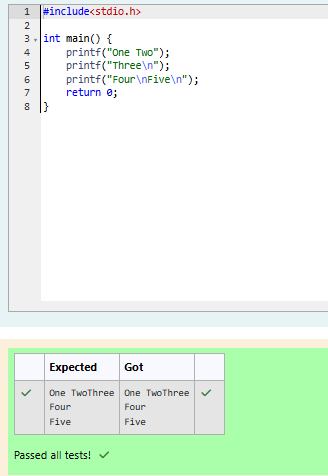 1 #include<stdio.h>
2
3 int main() {
4     printf("One Two");
5     printf("Three\n");
6     printf("Four\nFive\n");
7     return 0;
8 }
Expected Got
One TwoThree One TwoThree
Four Four
Five Five
Passed all tests! ✓